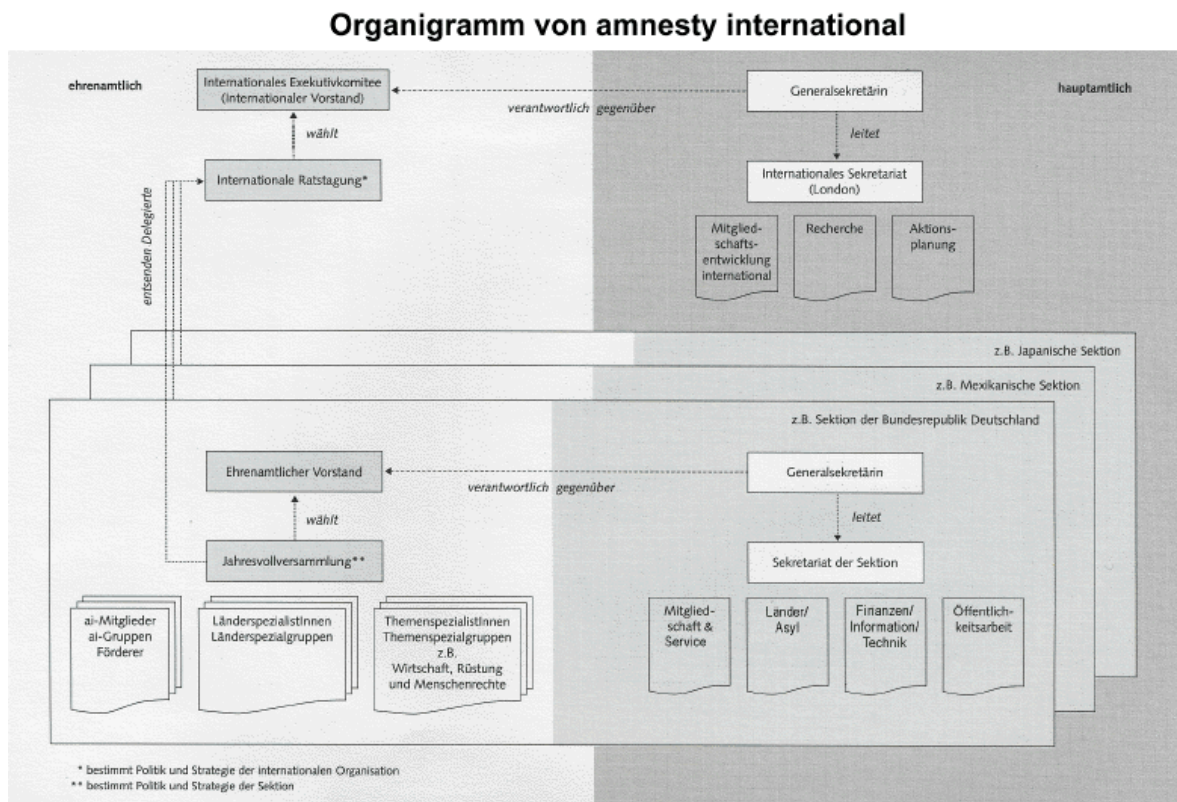 Organigramm von amnesty international
ehrenamtlich
Internationales Exekutivkomitee
(Internationaler Vorstand)
Generalsekretärin
hauptamtlich
verantwortlich gegenüber
wählt
leitet
Internationale Ratstagung*
Internationales Sekretariat
(London)
entsenden Delegierte
Mitglied-
schafts-
entwicklung
international
Recherche
Aktions-
planung
z.B. Japanische Sektion
z.B. Mexikanische Sektion
z.B. Sektion der Bundesrepublik Deutschland
Ehrenamtlicher Vorstand
Generalsekretärin
verantwortlich gegenüber
wählt
leitet
Jahresvollversammlung**
Sekretariat der Sektion
ai-Mitglieder
ai-Gruppen
Förderer
LänderspezialistInnen
Länderspezialgruppen
ThemenspezialistInnen
Themenspezialgruppen
z.B.
Wirtschaft, Rüstung
und Menschenrechte
Mitglied-
schaft &
Service
Länder/
Asyl
Finanzen/
Information/
Technik
Öffentlich-
keitsarbeit
* bestimmt Politik und Strategie der internationalen Organisation
** bestimmt Politik und Strategie der Sektion